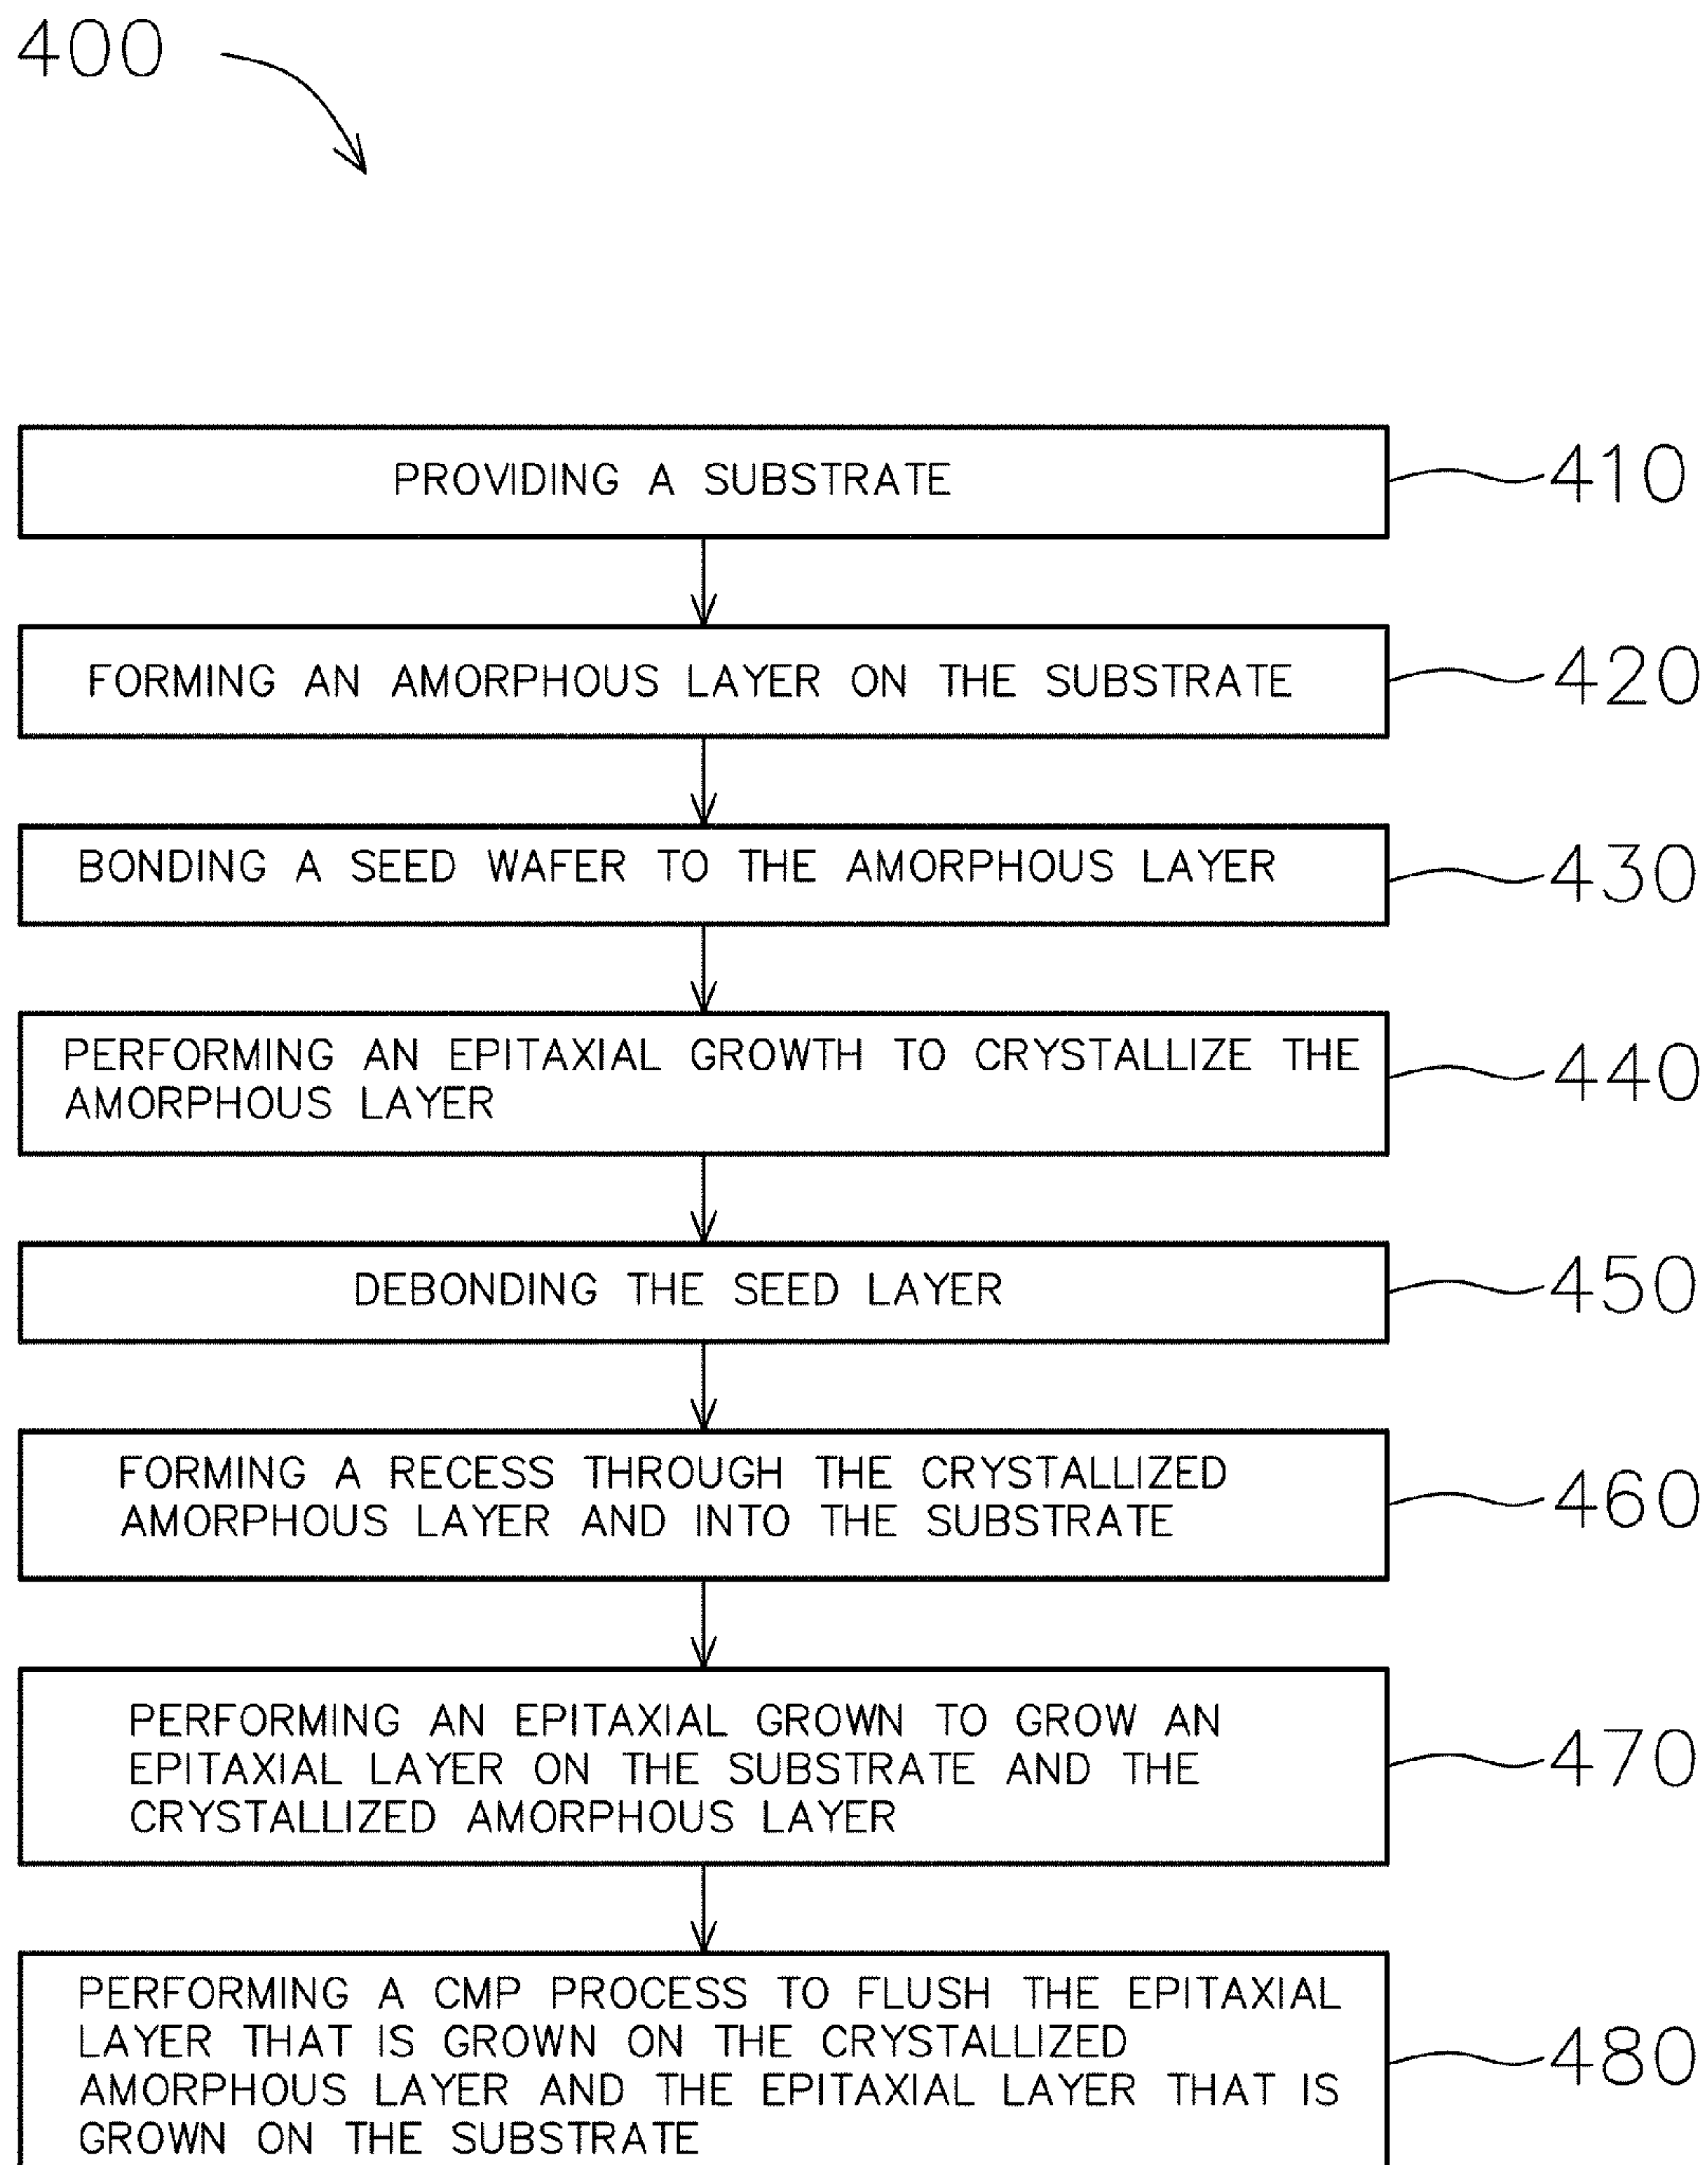 400
PROVIDING A SUBSTRATE
410
FORMING AN AMORPHOUS LAYER ON THE SUBSTRATE
420
BONDING A SEED WAFER TO THE AMORPHOUS LAYER
430
PERFORMING AN EPITAXIAL GROWTH TO CRYSTALLIZE THE
AMORPHOUS LAYER
440
DEBONDING THE SEED LAYER
450
FORMING A RECESS THROUGH THE CRYSTALLIZED
AMORPHOUS LAYER AND INTO THE SUBSTRATE
460
PERFORMING AN EPITAXIAL GROWN TO GROW AN
EPITAXIAL LAYER ON THE SUBSTRATE AND THE
CRYSTALLIZED AMORPHOUS LAYER
470
PERFORMING A CMP PROCESS TO FLUSH THE EPITAXIAL
LAYER THAT IS GROWN ON THE CRYSTALLIZED
AMORPHOUS LAYER AND THE EPITAXIAL LAYER THAT IS
GROWN ON THE SUBSTRATE
480